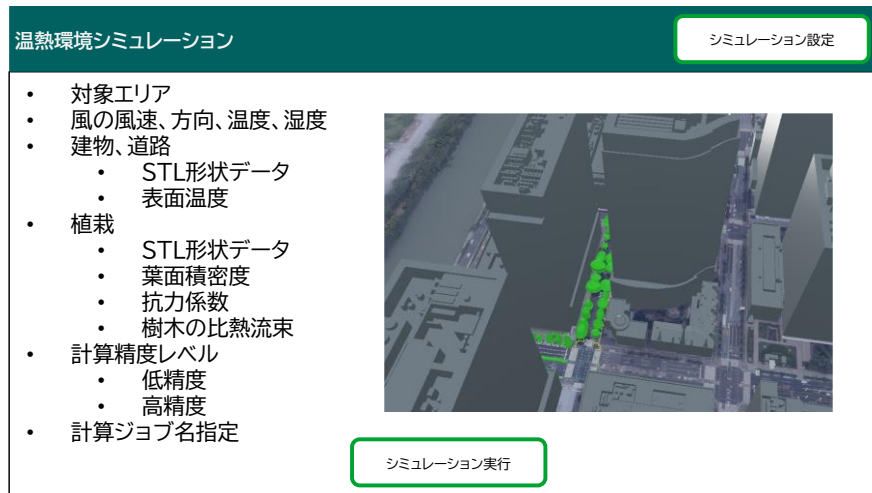 温熱環境シミュレーション
シミュレーション設定
• 対象エリア
• 風の風速、方向、温度、湿度
• 建物、道路
• STL形状データ
• 表面温度
• 植栽
• STL形状データ
• 葉面積密度
• 抗力係数
• 樹木の比熱流束
• 計算精度レベル
• 低精度
• 高精度
• 計算ジョブ名指定
シミュレーション実行